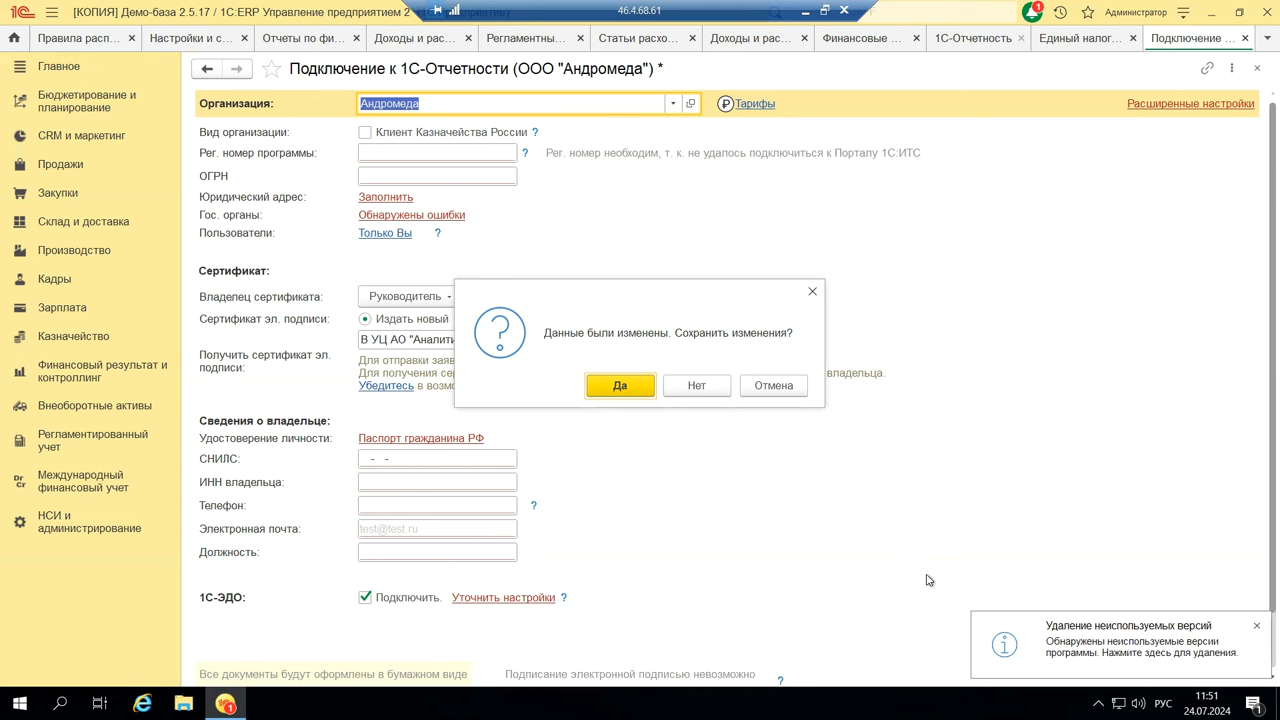 [КОПИЯ] Демо-база 2.5.17 / 1С:ERP Управление предприятием 2
46.4.68.61
1
Администратор
Правила расп...
Настройки и с...
Отчеты по фи...
Доходы и рас...
Регламентны...
Статьи расхо...
Доходы и рас...
Финансовые ...
1С-Отчетность
Единый налог...
Подключение ...
Главное
Бюджетирование и
планирование
CRM и маркетинг
Продажи
Закупки
Склад и доставка
Производство
Кадры
Зарплата
Казначейство
Финансовый результат и
контроллинг
Внеоборотные активы
Регламентированный
учет
Международный
финансовый учет
НСИ и
администрирование
Подключение к 1С-Отчетности (ООО "Андромеда") *
Организация: Андромеда Тарифы Расширенные настройки
Вид организации: Клиент Казначейства России ?
Рег. номер программы: ? Рег. номер необходим, т. к. не удалось подключиться к Порталу 1С:ИТС
ОГРН
Юридический адрес: Заполнить
Гос. органы: Обнаружены ошибки
Пользователи: Только Вы ?
Сертификат:
Владелец сертификата: Руководитель
Сертификат эл. подписи: Издать новый
В УЦ АО "Аналити
Получить сертификат эл.
подписи:
Для отправки заяв
Для получения сер владельца.
Убедитесь в возмо
Данные были изменены. Сохранить изменения?
Да Нет Отмена
Сведения о владельце:
Удостоверение личности: Паспорт гражданина РФ
СНИЛС: - -
ИНН владельца:
Телефон: ?
Электронная почта: test@test.ru
Должность:
1С-ЭДО: Подключить. Уточнить настройки ?
Все документы будут оформлены в бумажном виде Подписание электронной подписью невозможно ?
Удаление неиспользуемых версий
Обнаружены неиспользуемые версии
программы. Нажмите здесь для удаления.
РУС
11:51
24.07.2024
1